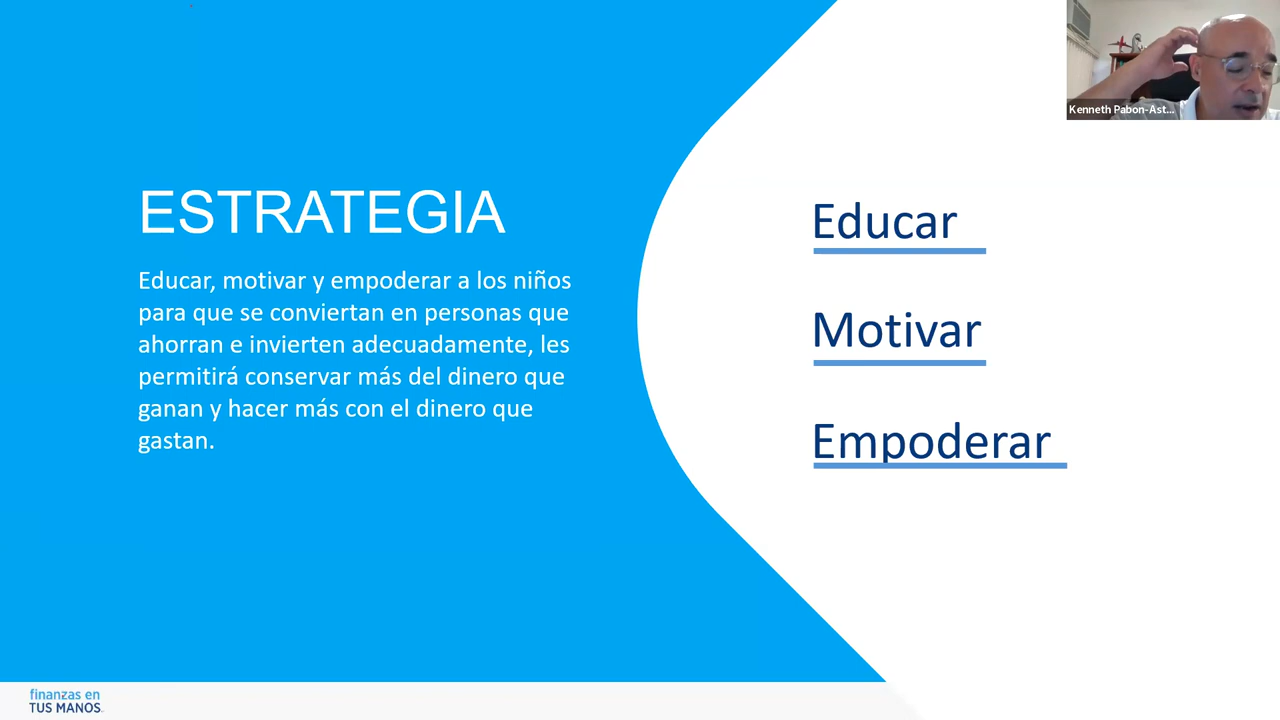 Kenneth Pabon-Ast...
ESTRATEGIA
Educar, motivar y empoderar a los niños
para que se conviertan en personas que
ahorran e invierten adecuadamente, les
permitirá conservar más del dinero que
ganan y hacer más con el dinero que
gastan.
Educar
Motivar
Empoderar
finanzas en
TUS MANOS